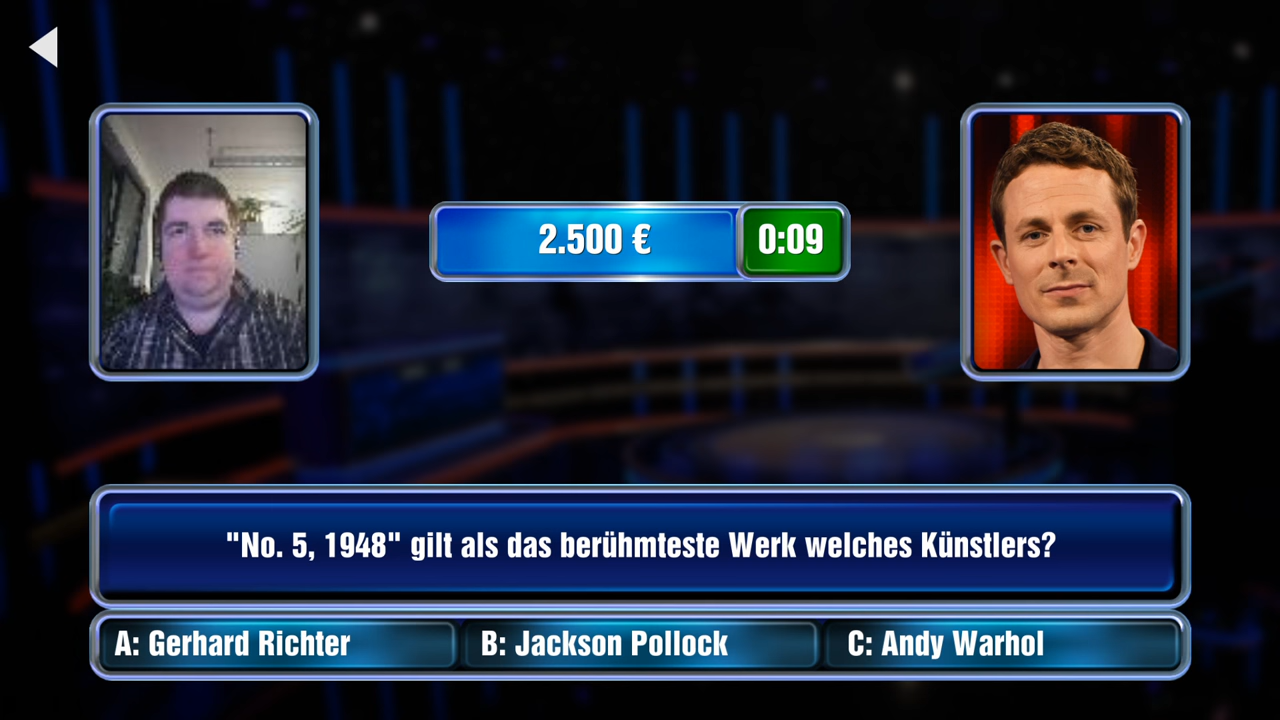 2.500 €
0:09
"No. 5, 1948" gilt als das berühmteste Werk welches Künstlers?
A: Gerhard Richter
B: Jackson Pollock
C: Andy Warhol